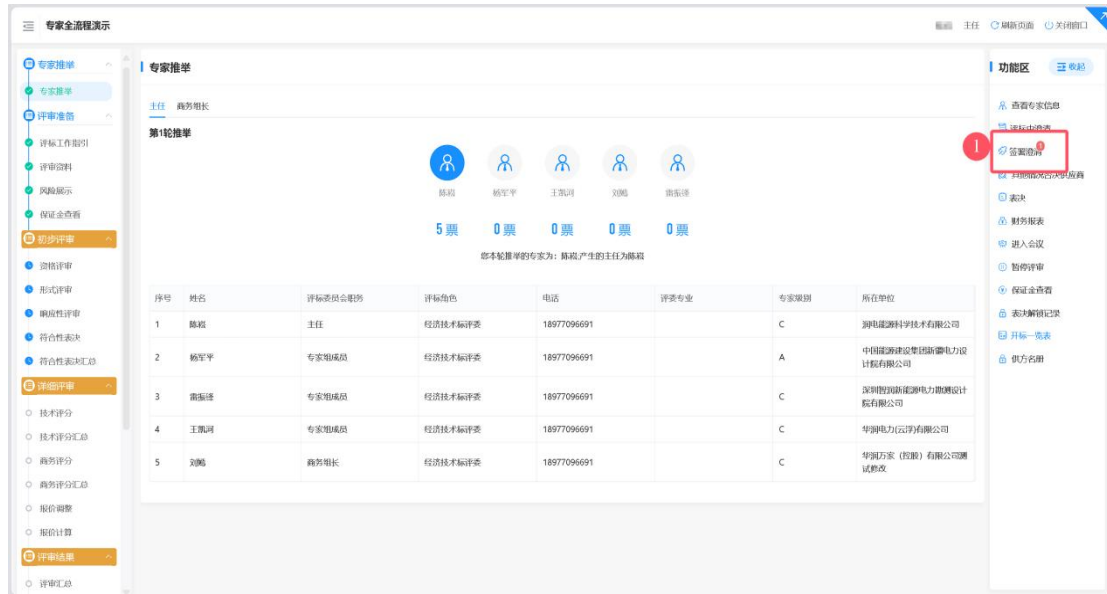 专家全流程演示
主任 刷新页面 关闭窗口
专家推举
专家推举
评审准备
评标工作指引
评审资料
风险展示
保证金查看
初步评审
资格评审
形式评审
响应性评审
符合性表决
符合性表决汇总
详细评审
技术评分
技术评分汇总
商务评分
商务评分汇总
报价调整
报价计算
评审结果
评审汇总
专家推举
主任 商务组长
第1轮推举
杨军平 王凯河
5票 0票 0票 0票 0票
您本轮推举的专家为：
产生的主任为
序号 姓名 评标委员会职务 评标角色 电话 评委专业 专家级别 所在单位
1 主任 经济技术标评委 18977096691 C 润电能源科学技术有限公司
2 杨军平 专家组成员 经济技术标评委 18977096691 A 中国能源建设集团新疆电力设
计院有限公司
3 雷振锋 专家组成员 经济技术标评委 18977096691 C 深圳智润新能源电力勘测设计
院有限公司
4 王凯河 专家组成员 经济技术标评委 18977096691 C 华润电力(云浮)有限公司
5 商务组长 经济技术标评委 18977096691 C 华润万家（控股）有限公司测
试修改
功能区 收起
查看专家信息
评标中澄清
1
签署澄清
表决
财务报表
进入会议
暂停评审
保证金查看
表决解锁记录
开标一览表
供方名册